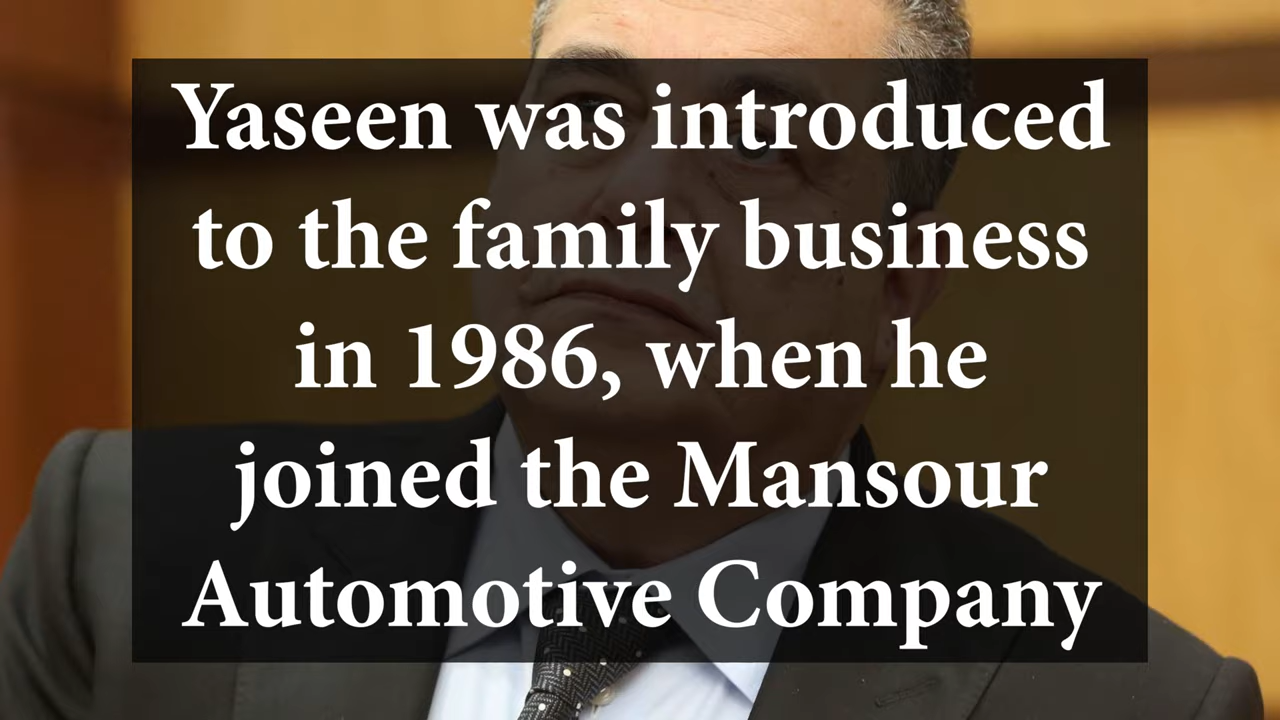 Yaseen was introduced
to the family business
in 1986, when he
joined the Mansour
Automotive Company